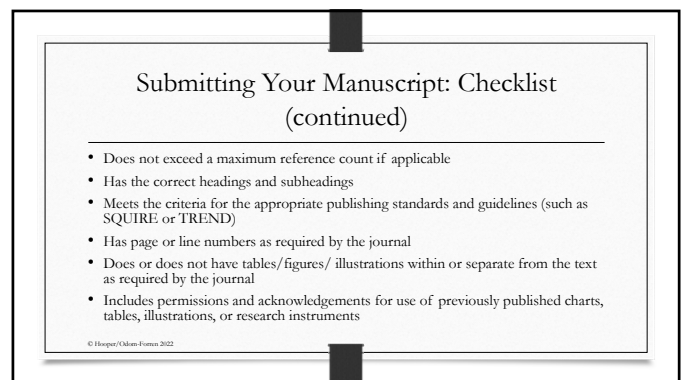 Submitting Your Manuscript: Checklist
(continued)
• Does not exceed a maximum reference count if applicable
• Has the correct headings and subheadings
• Meets the criteria for the appropriate publishing standards and guidelines (such as
SQUIRE or TREND)
• Has page or line numbers as required by the journal
• Does or does not have tables/figures/ illustrations within or separate from the text
as required by the journal
• Includes permissions and acknowledgements for use of previously published charts,
tables, illustrations, or research instruments
© Hooper/Odom-Forren 2022